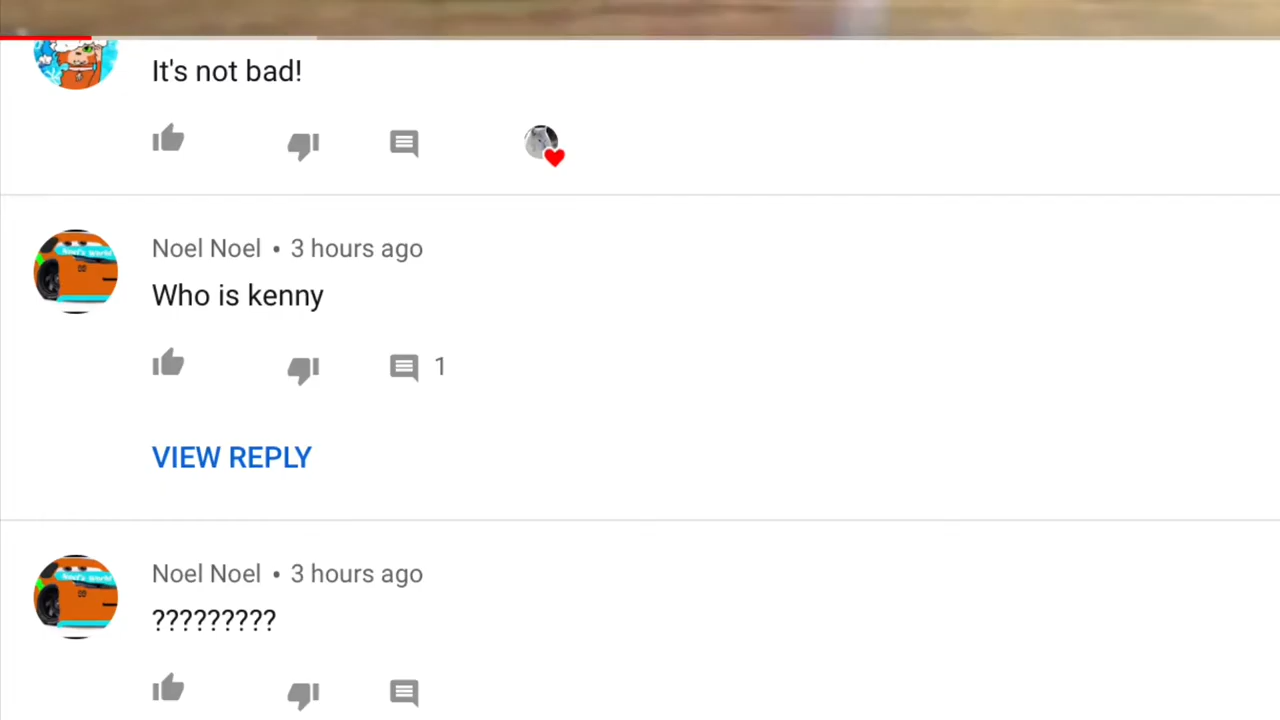 It's not bad!
Noel Noel • 3 hours ago
Who is kenny
1
VIEW REPLY
Noel Noel • 3 hours ago
?????????